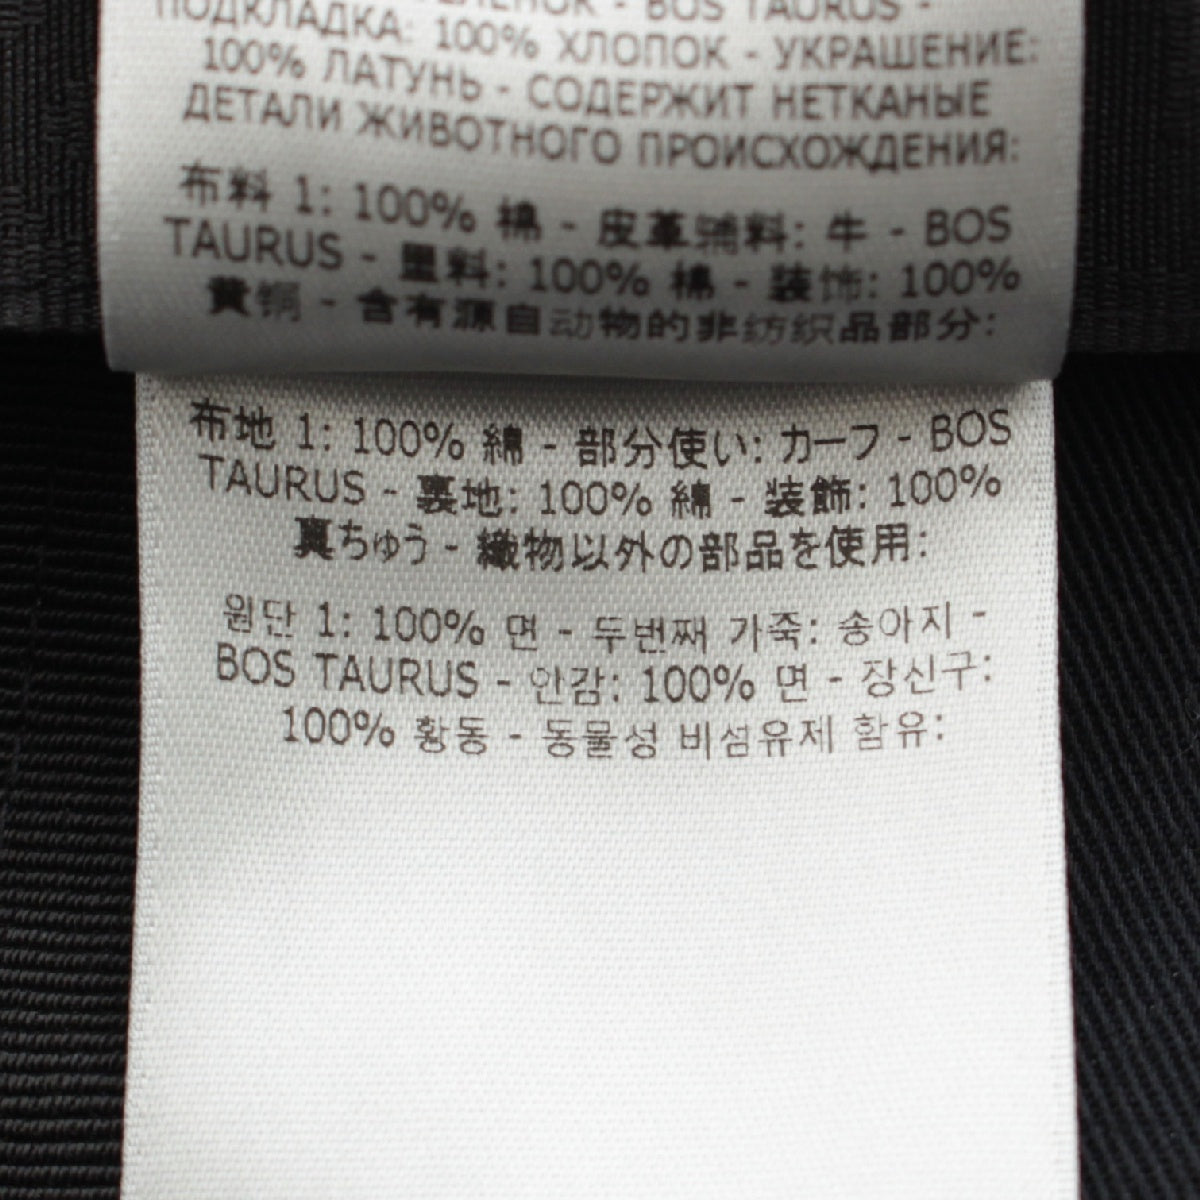 - BOS TAURUS -
ПОДКЛАДКА: 100% ХЛОПОК - УКРАШЕНИЕ:
100% ЛАТУНЬ - СОДЕРЖИТ НЕТКАНЫЕ
ДЕТАЛИ ЖИВОТНОГО ПРОИСХОЖДЕНИЯ:
布料 1: 100% 棉 - 皮革辅料: 牛 - BOS
TAURUS - 里料: 100% 棉 - 装饰: 100%
黄铜 - 含有源自动物的非纺织品部分:
布地 1: 100% 綿 - 部分使い: カーフ - BOS
TAURUS - 裏地: 100% 綿 - 装飾: 100%
真ちゅう - 織物以外の部品を使用:
원단 1: 100% 면 - 두번째 가죽: 송아지 -
BOS TAURUS - 안감: 100% 면 - 장신구:
100% 황동 - 동물성 비섬유제 함유: